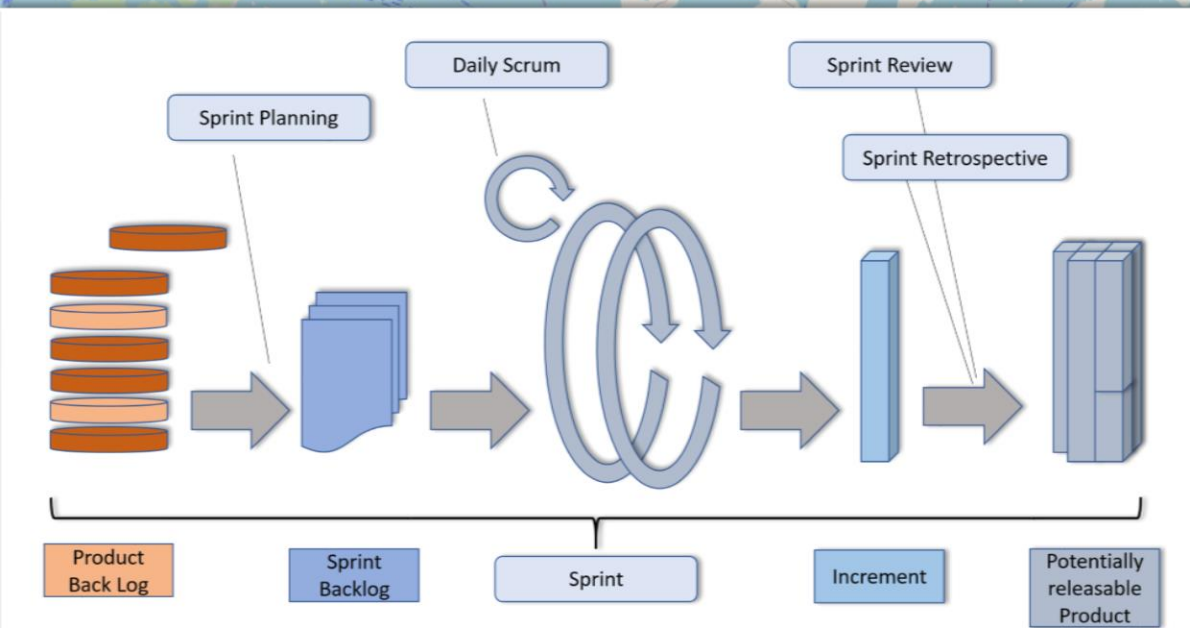 Daily Scrum
Sprint Review
Sprint Planning
Sprint Retrospective
Product
Back Log
Sprint
Backlog
Sprint
Increment
Potentially
releasable
Product